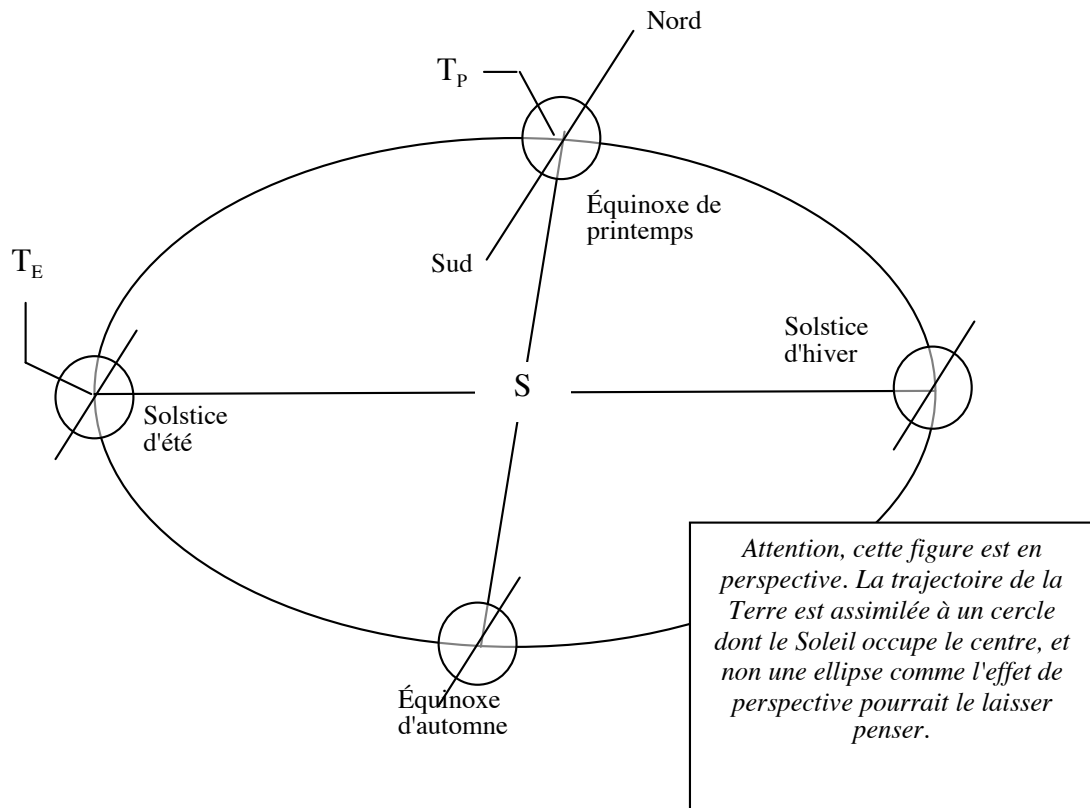 Nord
T_P
Équinoxe de
printemps
Sud
T_E
Solstice
d'hiver
S
Solstice
d'été
Équinoxe
d'automne
Attention, cette figure est en
perspective. La trajectoire de la
Terre est assimilée à un cercle
dont le Soleil occupe le centre, et
non une ellipse comme l'effet de
perspective pourrait le laisser
penser.